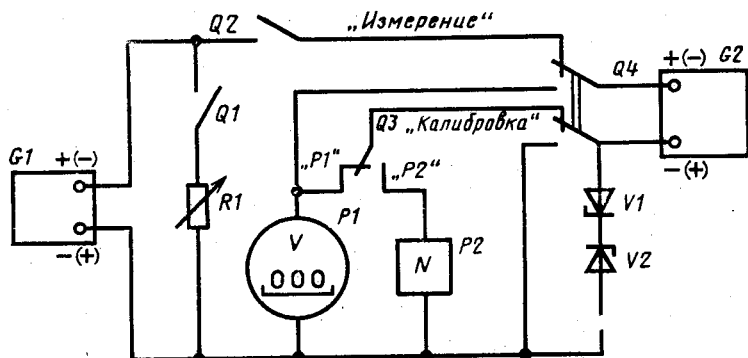 Q2
„Измерение“
+(-)
G2
Q4
Q1
Q3 „Калибровка“
G1
+(-)
„P1“
„P2“
-(+)
R1
P1
V1
V
P2
000
N
V2
-(+)